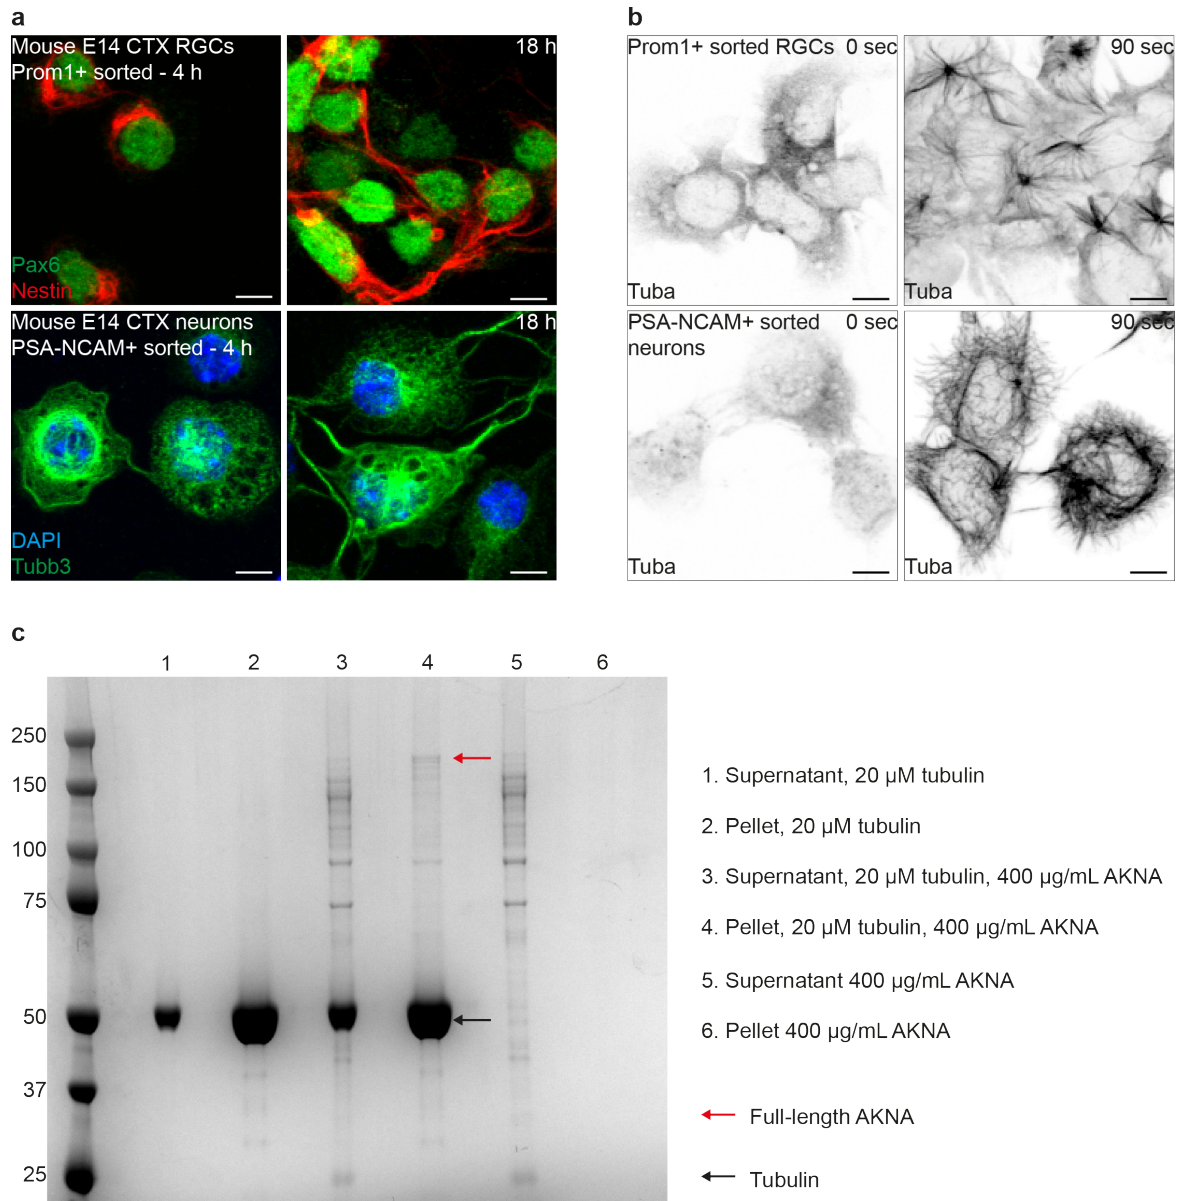 a
Mouse E14 CTX RGCs
Prom1+ sorted - 4 h
18 h
Pax6
Nestin
Mouse E14 CTX neurons
PSA-NCAM+ sorted - 4 h
18 h
DAPI
Tubb3
b
Prom1+ sorted RGCs 0 sec
90 sec
Tuba
Tuba
PSA-NCAM+ sorted 0 sec
neurons
90 sec
Tuba
Tuba
c
1 2 3 4 5 6
250
150
100
75
50
37
25
1. Supernatant, 20 µM tubulin
2. Pellet, 20 µM tubulin
3. Supernatant, 20 µM tubulin, 400 µg/mL AKNA
4. Pellet, 20 µM tubulin, 400 µg/mL AKNA
5. Supernatant 400 µg/mL AKNA
6. Pellet 400 µg/mL AKNA
Full-length AKNA
Tubulin